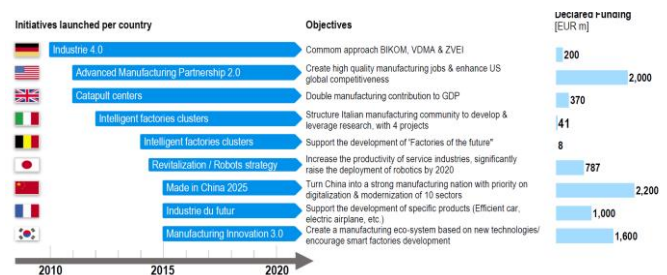 Initiatives launched per country
Objectives
Declared Funding
[EUR m]
Industrie 4.0
Commom approach BIKOM, VDMA & ZVEI
200
Advanced Manufacturing Partnership 2.0
Create high quality manufacturing jobs & enhance US
global competitiveness
2,000
Catapult centers
Double manufacturing contribution to GDP
370
Intelligent factories clusters
Structure Italian manufacturing community to develop &
leverage research, with 4 projects
41
Intelligent factories clusters
Support the development of 'Factories of the future"
8
Revitalization / Robots strategy
Increase the productivity of service industries, significantly
raise the deployment of robotics by 2020
787
Made in China 2025
Turn China into a strong manufacturing nation with priority on
digitalization & modernization of 10 sectors
2,200
Industrie du futur
Support the development of specific products (Efficient car,
electric airplane, etc.)
1,000
Manufacturing Innovation 3.0
Create a manufacturing eco-system based on new technologies/
encourage smart factories development
1,600
2010
2015
2020